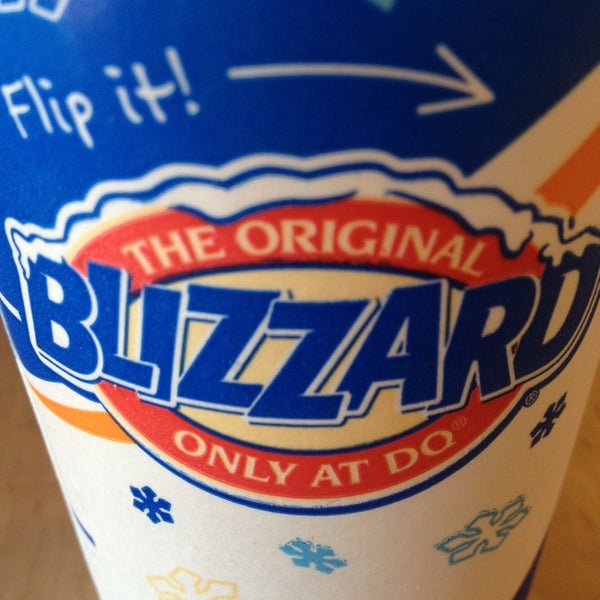 Flip it!
THE ORIGINAL
BLIZZARD®
ONLY AT DQ®